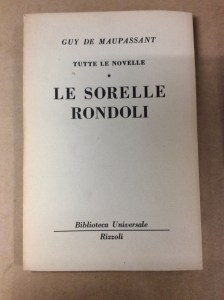 GUY DE MAUPASSANT
TUTTE LE NOVELLE
LE SORELLE
RONDOLI
Biblioteca Universale
Rizzoli